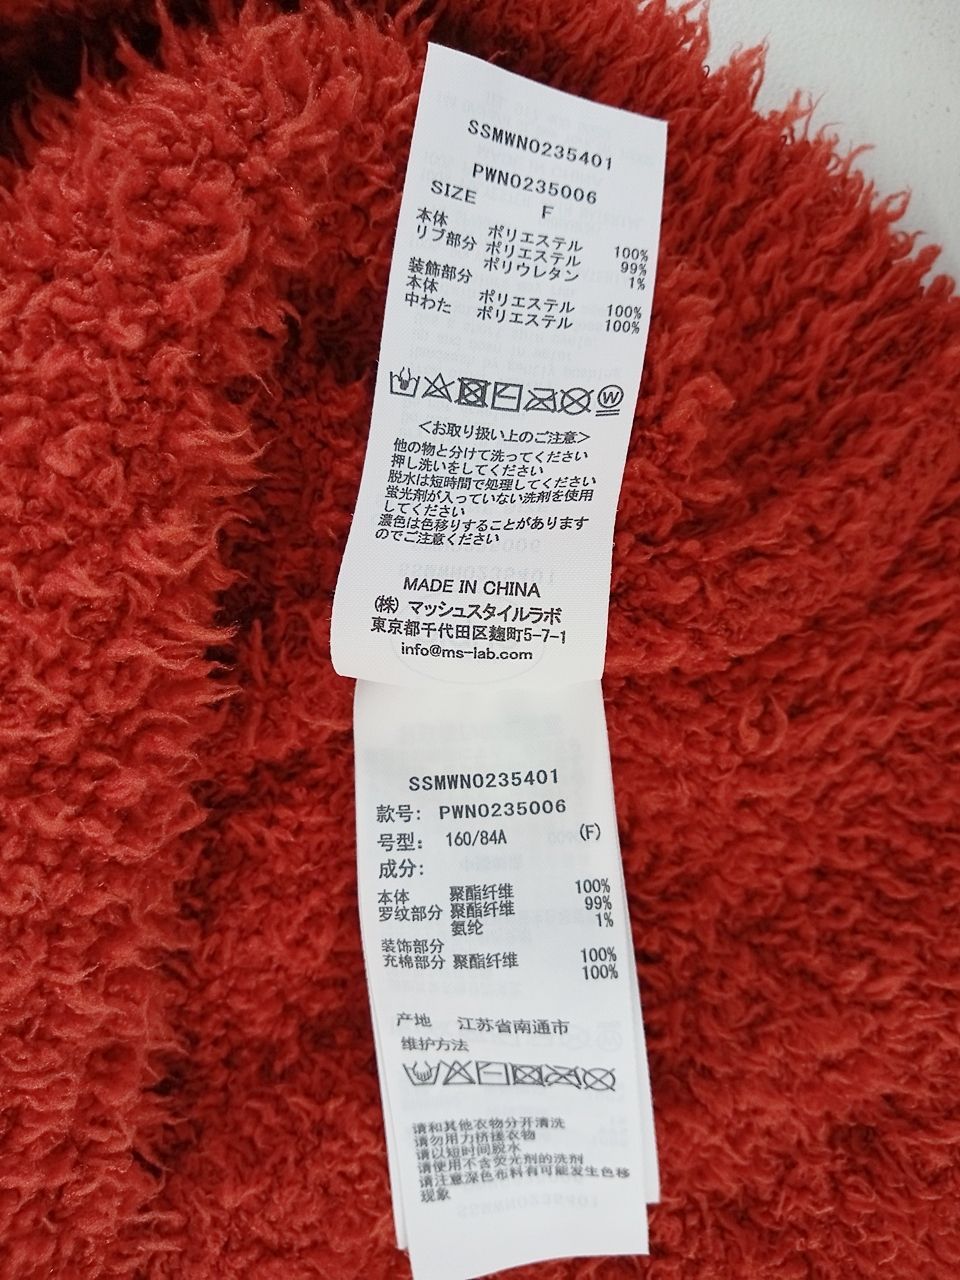 SSMWN0235401
PWN0235006
SIZE F
本体 ポリエステル 100%
リブ部分 ポリエステル 99%
ポリウレタン 1%
装飾部分
本体 ポリエステル 100%
中わた ポリエステル 100%
W
<お取り扱い上のご注意>
他の物と分けて洗ってください
押し洗いをしてください
脱水は短時間で処理してください
蛍光剤が入っていない洗剤を使用
してください
濃色は色移りすることがあります
のでご注意ください
MADE IN CHINA
(株) マッシュスタイルラボ
東京都千代田区麹町5-7-1
info@ms-lab.com
SSMWN0235401
款号: PWN0235006
号型: 160/84A (F)
成分:
本体 聚酯纤维 100%
罗纹部分 聚酯纤维 99%
氨纶 1%
装饰部分
充棉部分 聚酯纤维 100%
100%
产地 江苏省南通市
维护方法
请和其他衣物分开清洗
请勿用力挤搓衣物
请以短时间脱水
请使用不含荧光剂的洗剂
请注意深色布料有可能发生色移
现象